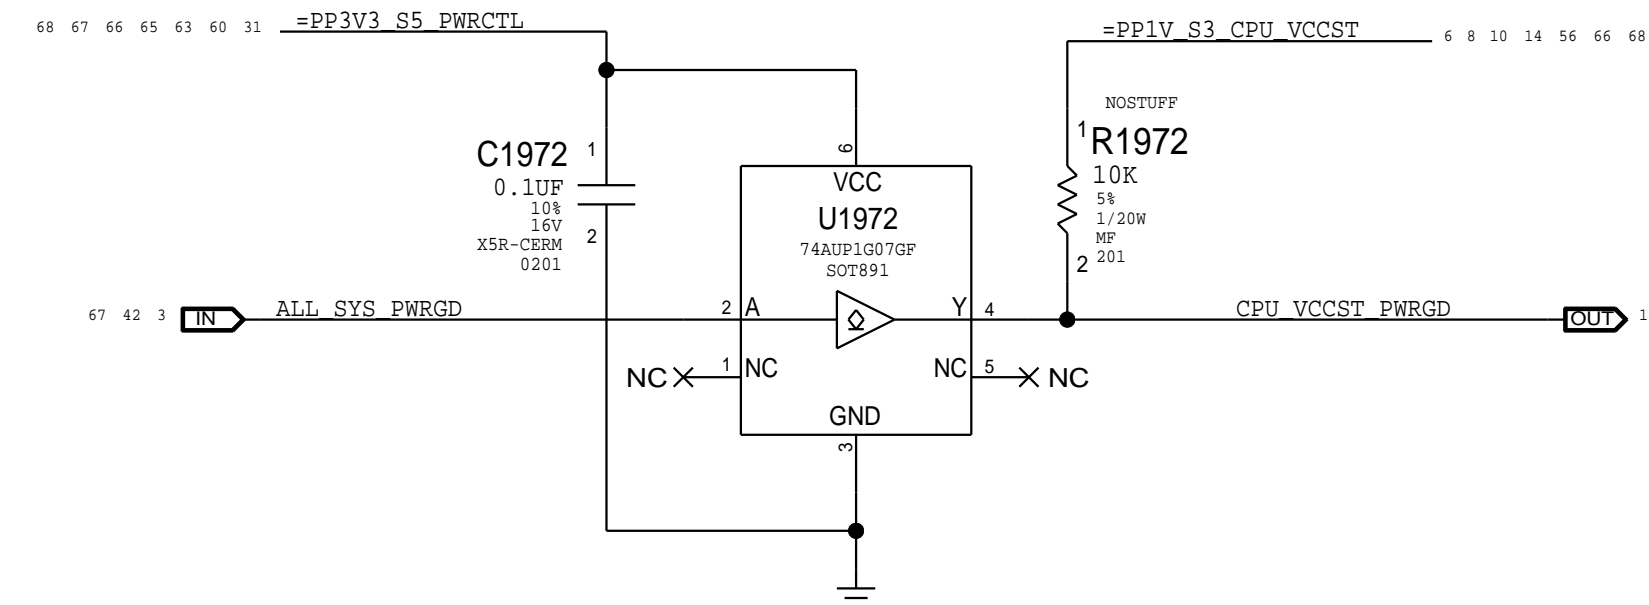 68 67 66 65 63 60 31 =PP3V3_S5_PWRCTL
=PP1V_S3_CPU_VCCST 6 8 10 14 56 66 68
NOSTUFF
1
R1972
10K
5%
1/20W
MF
201
2
C1972 1
0.1UF
10%
16V
X5R-CERM
0201
2
6
VCC
U1972
74AUP1G07GF
SOT891
67 42 3 IN ALL_SYS_PWRGD 2 A Y 4 CPU_VCCST_PWRGD OUT 1
NC 1 NC NC 5 NC
GND
3